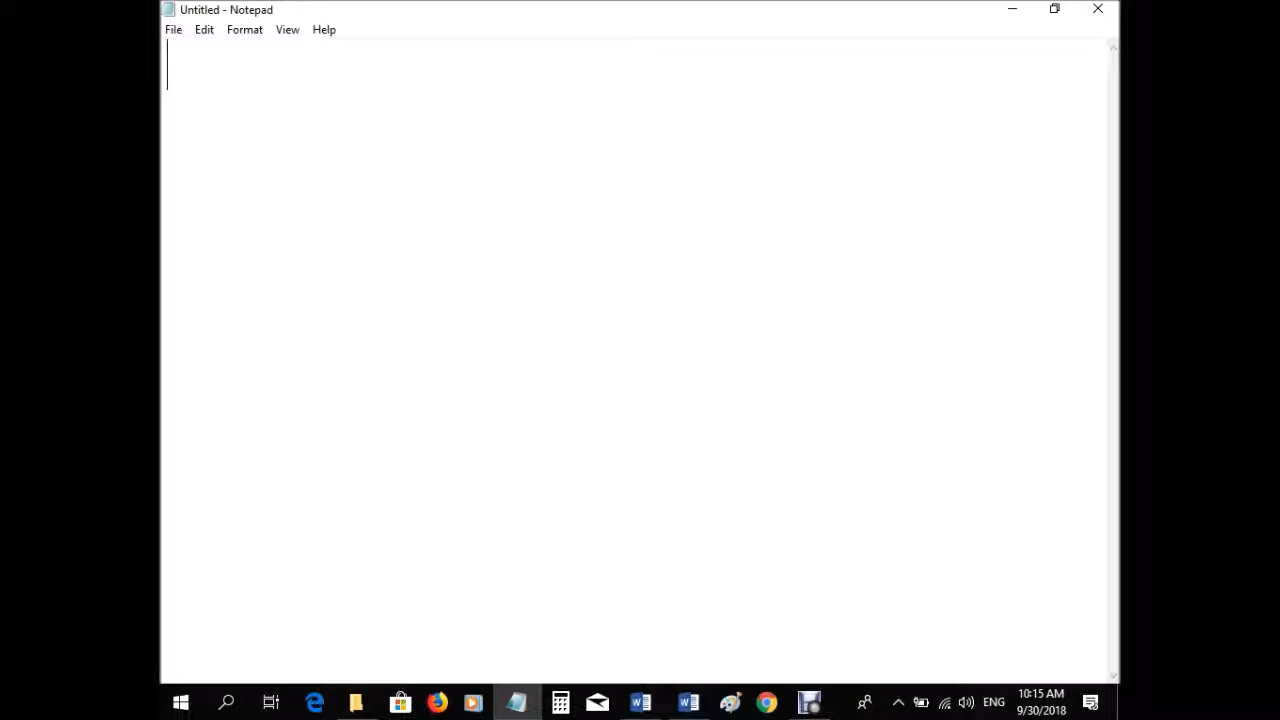 Untitled - Notepad
File Edit Format View Help
ENG
10:15 AM
9/30/2018